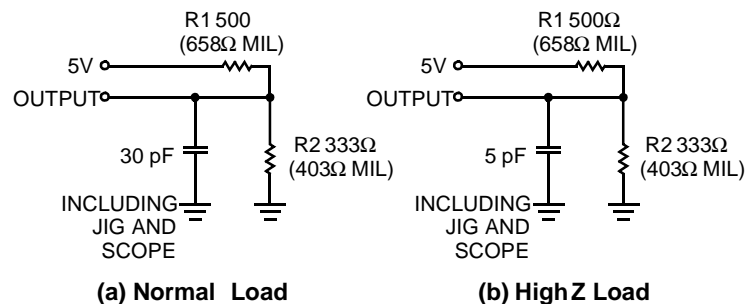 R1 500
(658Ω MIL)
5V
OUTPUT
30 pF
R2 333Ω
(403Ω MIL)
INCLUDING
JIG AND
SCOPE
(a) Normal Load
R1 500Ω
(658Ω MIL)
5V
OUTPUT
5 pF
R2 333Ω
(403Ω MIL)
INCLUDING
JIG AND
SCOPE
(b) High Z Load